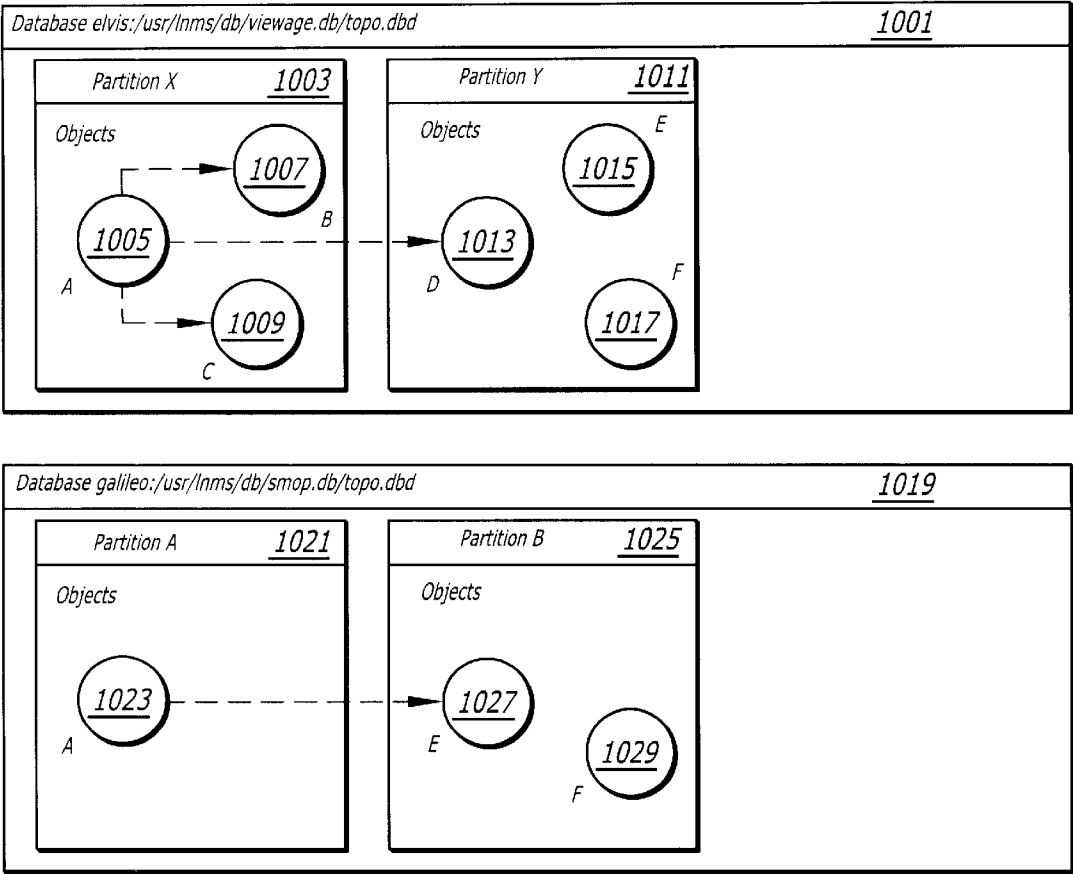 Database elvis:/usr/lnms/db/viewage.db/topo.dbd 1001
Partition X 1003
Partition Y 1011
Objects
1007
B
1005
A
1009
C
Objects
E
1015
1013
D
F
1017
Database galileo:/usr/lnms/db/smop.db/topo.dbd 1019
Partition A 1021
Partition B 1025
Objects
1023
A
Objects
1027
E
1029
F